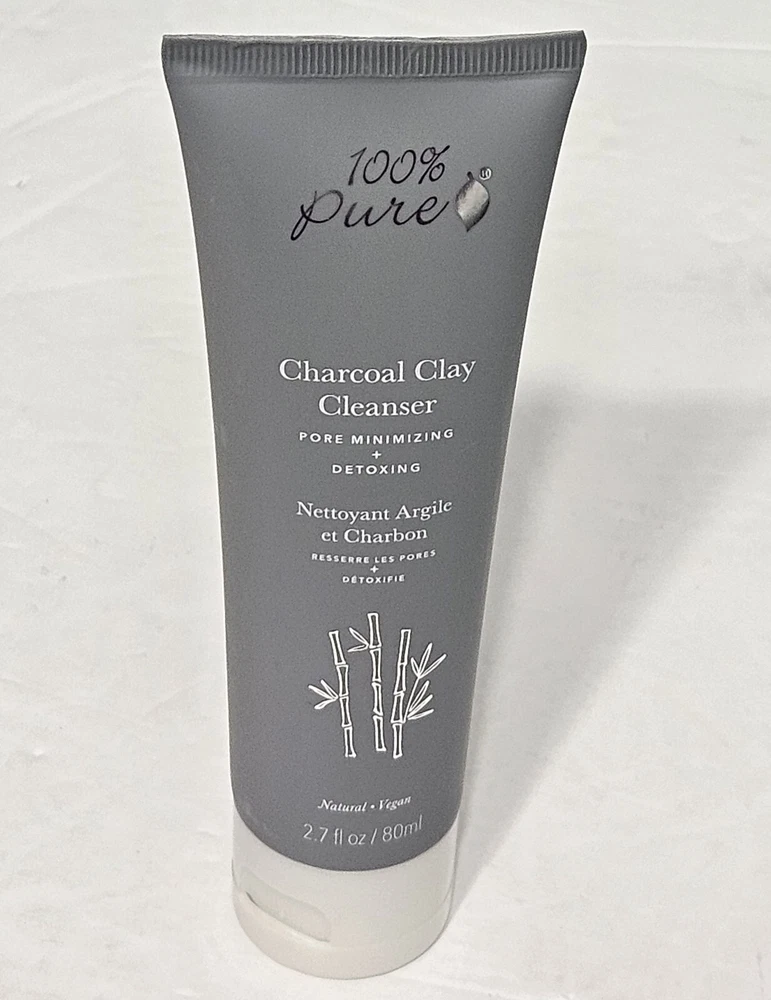 100%
Pure®
Charcoal Clay
Cleanser
PORE MINIMIZING
+
DETOXING
Nettoyant Argile
et Charbon
RESSERRE LES PORES
+
DÉTOXIFIE
Natural • Vegan
2.7 fl oz / 80ml